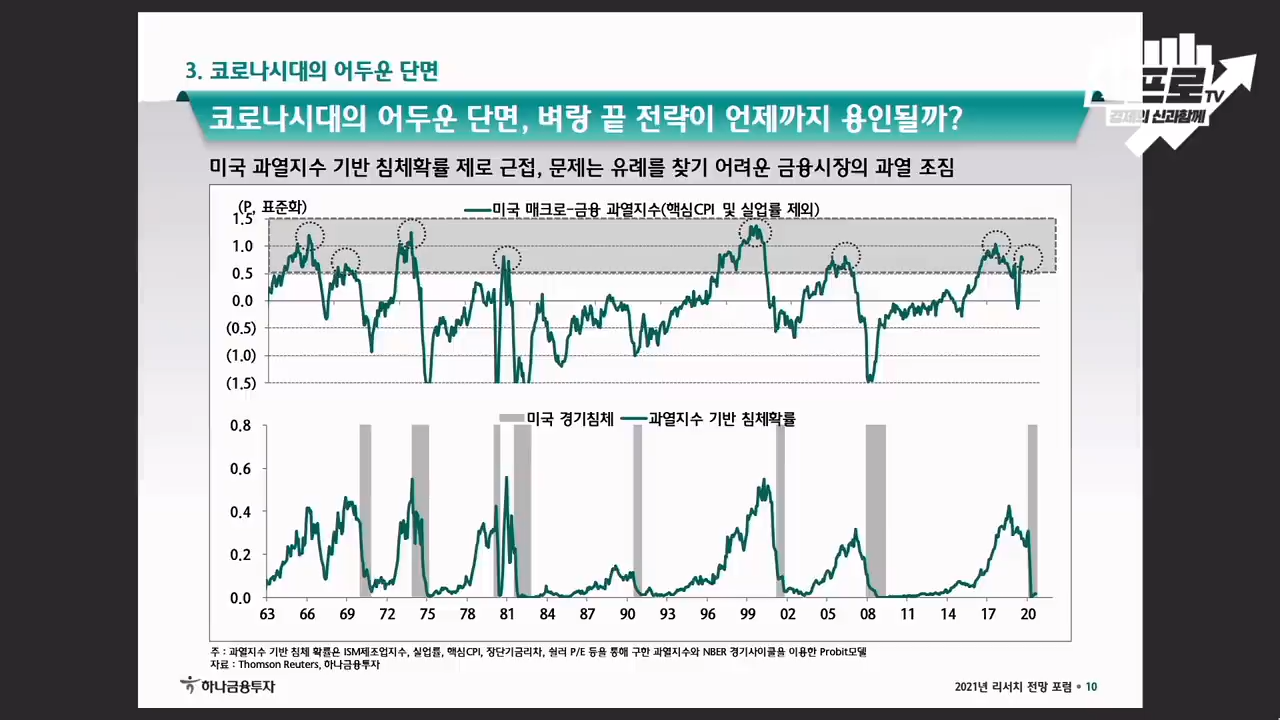 3. 코로나시대의 어두운 단면
프로TV
경제의 신과함께
코로나시대의 어두운 단면, 벼랑 끝 전략이 언제까지 용인될까?
미국 과열지수 기반 침체확률 제로 근접, 문제는 유례를 찾기 어려운 금융시장의 과열 조짐
(P, 표준화)
미국 매크로-금융 과열지수(핵심CPI 및 실업률 제외)
1.5
1.0
0.5
0.0
(0.5)
(1.0)
(1.5)
미국 경기침체 과열지수 기반 침체확률
0.8
0.6
0.4
0.2
0.0
63 66 69 72 75 78 81 84 87 90 93 96 99 02 05 08 11 14 17 20
주 : 과열지수 기반 침체 확률은 ISM제조업지수, 실업률, 핵심CPI, 장단기금리차, 쉴러 P/E 등을 통해 구한 과열지수와 NBER 경기사이클을 이용한 Probit모델
자료 : Thomson Reuters, 하나금융투자
하나금융투자
2021년 리서치 전망 포럼 • 10